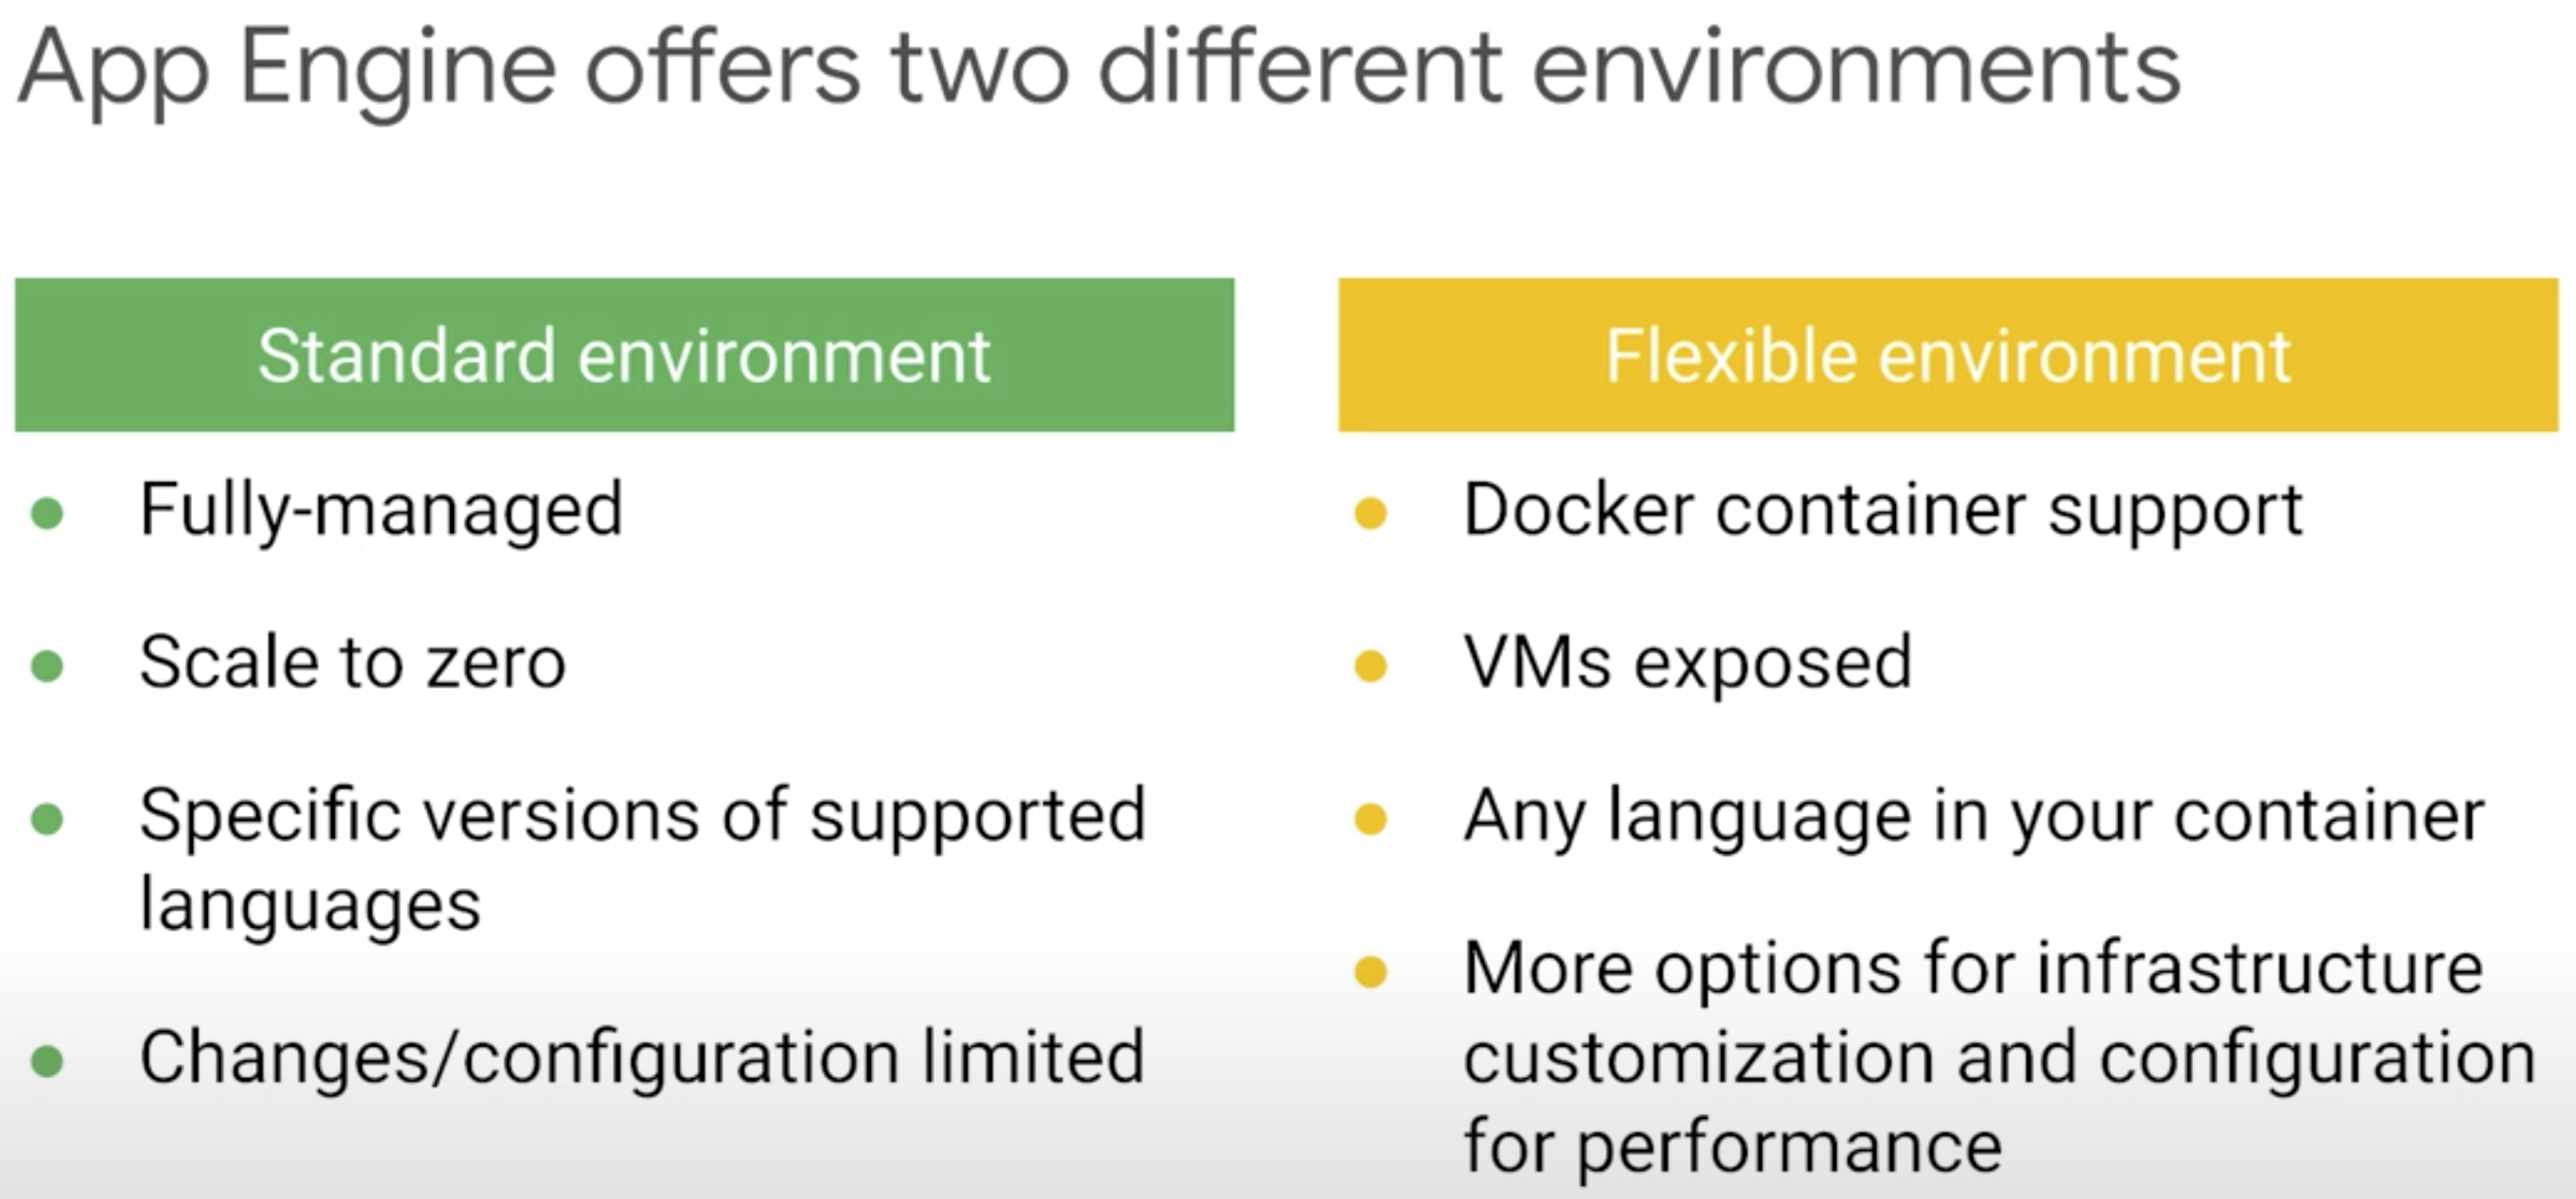 App Engine offers two different environments
Standard environment
Fully-managed
Scale to zero
Specific versions of supported
languages
Changes/configuration limited
Flexible environment
Docker container support
VMs exposed
Any language in your container
More options for infrastructure
customization and configuration
for performance